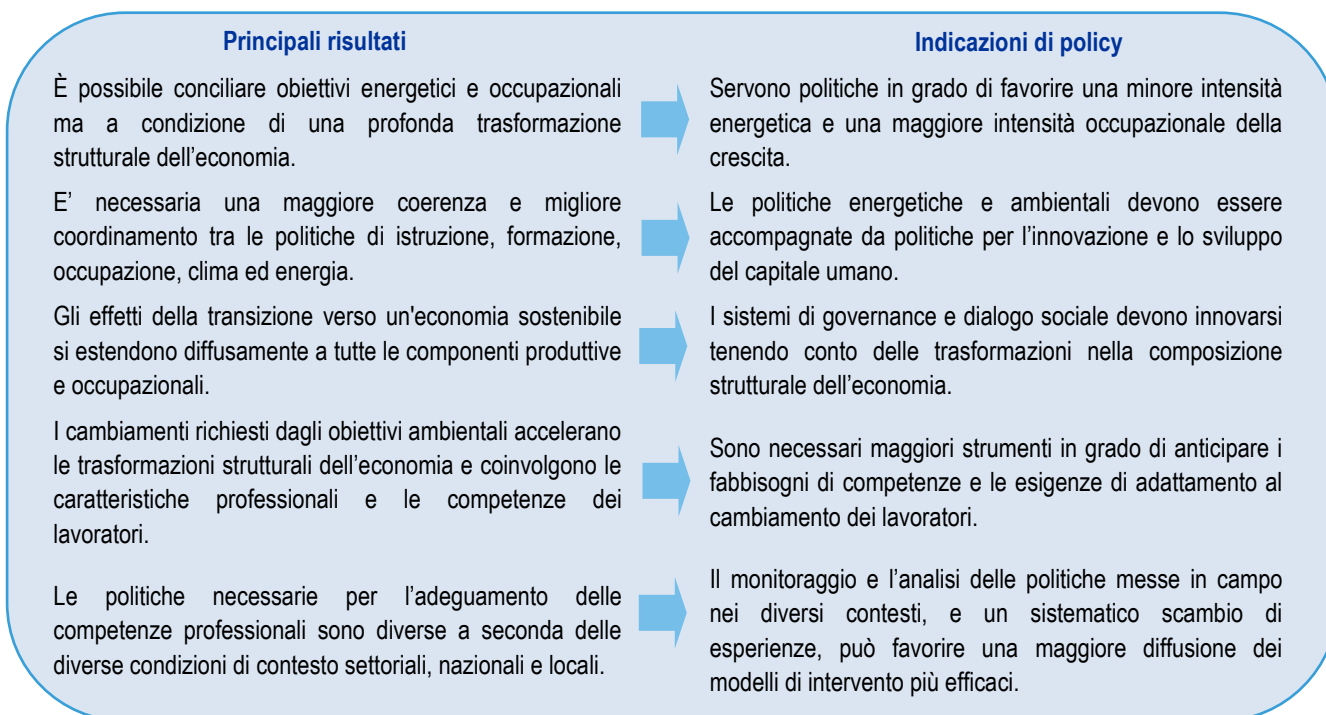 Principali risultati
Indicazioni di policy
È possibile conciliare obiettivi energetici e occupazionali
ma a condizione di una profonda trasformazione
strutturale dell’economia.
Servono politiche in grado di favorire una minore intensità
energetica e una maggiore intensità occupazionale della
crescita.
E’ necessaria una maggiore coerenza e migliore
coordinamento tra le politiche di istruzione, formazione,
occupazione, clima ed energia.
Le politiche energetiche e ambientali devono essere
accompagnate da politiche per l’innovazione e lo sviluppo
del capitale umano.
Gli effetti della transizione verso un'economia sostenibile
si estendono diffusamente a tutte le componenti produttive
e occupazionali.
I sistemi di governance e dialogo sociale devono innovarsi
tenendo conto delle trasformazioni nella composizione
strutturale dell’economia.
I cambiamenti richiesti dagli obiettivi ambientali accelerano
le trasformazioni strutturali dell’economia e coinvolgono le
caratteristiche professionali e le competenze dei
lavoratori.
Sono necessari maggiori strumenti in grado di anticipare i
fabbisogni di competenze e le esigenze di adattamento al
cambiamento dei lavoratori.
Le politiche necessarie per l’adeguamento delle
competenze professionali sono diverse a seconda delle
diverse condizioni di contesto settoriali, nazionali e locali.
Il monitoraggio e l’analisi delle politiche messe in campo
nei diversi contesti, e un sistematico scambio di
esperienze, può favorire una maggiore diffusione dei
modelli di intervento più efficaci.